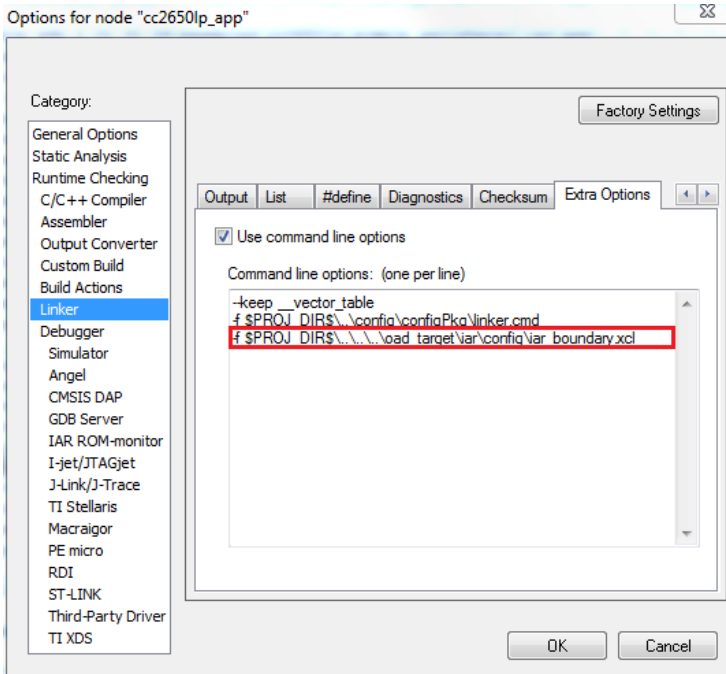 Options for node "cc2650lp_app"
Category:
Factory Settings
General Options
Static Analysis
Runtime Checking
C/C++ Compiler
Assembler
Output Converter
Custom Build
Build Actions
Linker
Debugger
Simulator
Angel
CMSIS DAP
GDB Server
IAR ROM-monitor
I-jet/JTAGjet
J-Link/J-Trace
TI Stellaris
Macraigor
PE micro
RDI
ST-LINK
Third-Party Driver
TI XDS
Output List #define Diagnostics Checksum Extra Options
Use command line options
Command line options: (one per line)
--keep __vector_table
-f $PROJ_DIR$\..\config\configPkg\linker.cmd
-f $PROJ_DIR$\..\..\..\oad_target\iar\config\iar_boundary.xcl
OK Cancel